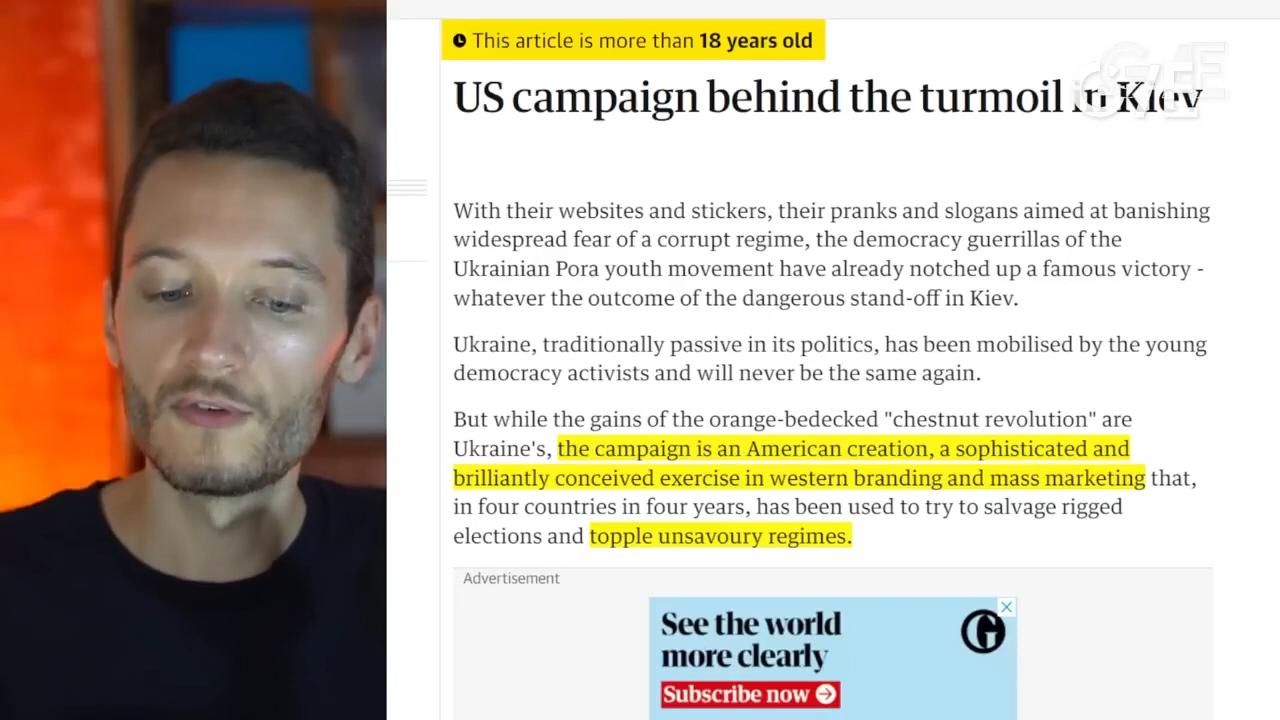 This article is more than 18 years old
US campaign behind the turmoil in Kiev
With their websites and stickers, their pranks and slogans aimed at banishing
widespread fear of a corrupt regime, the democracy guerrillas of the
Ukrainian Pora youth movement have already notched up a famous victory -
whatever the outcome of the dangerous stand-off in Kiev.
Ukraine, traditionally passive in its politics, has been mobilised by the young
democracy activists and will never be the same again.
But while the gains of the orange-bedecked "chestnut revolution" are
Ukraine's, the campaign is an American creation, a sophisticated and
brilliantly conceived exercise in western branding and mass marketing that,
in four countries in four years, has been used to try to salvage rigged
elections and topple unsavoury regimes.
Advertisement
See the world
more clearly
Subscribe now